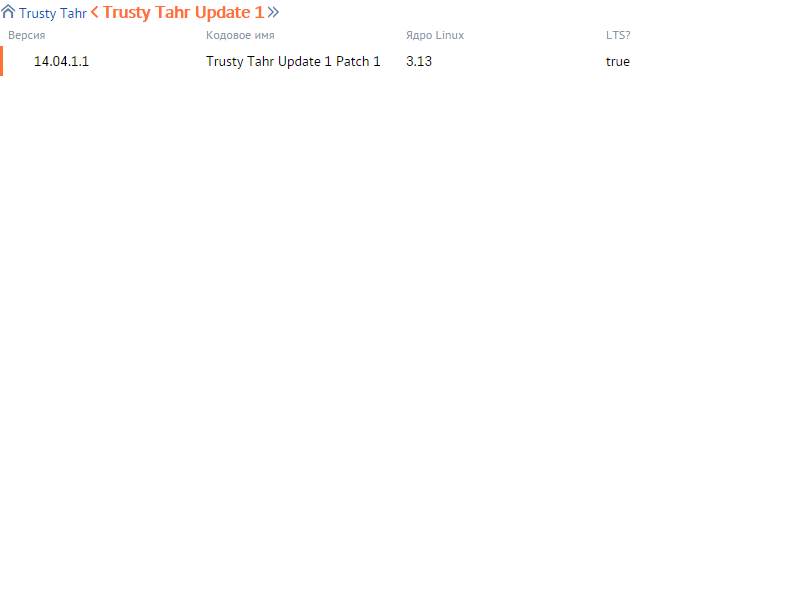 Trusty Tahr Trusty Tahr Update 1
Версия Кодовое имя Ядро Linux LTS?
14.04.1.1 Trusty Tahr Update 1 Patch 1 3.13 true